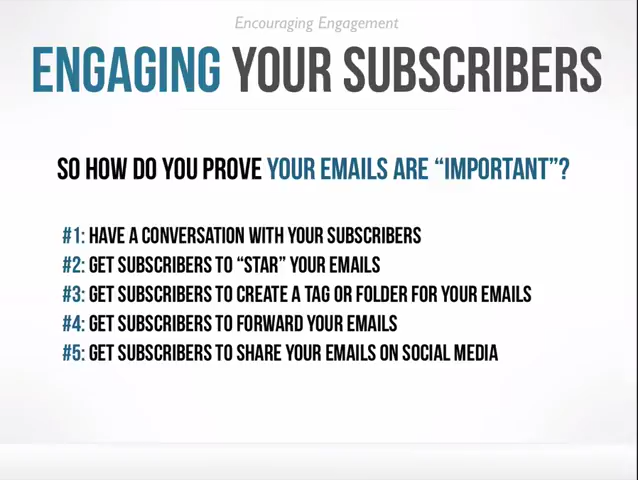 Encouraging Engagement
ENGAGING YOUR SUBSCRIBERS
SO HOW DO YOU PROVE YOUR EMAILS ARE “IMPORTANT”?
#1: HAVE A CONVERSATION WITH YOUR SUBSCRIBERS
#2: GET SUBSCRIBERS TO “STAR” YOUR EMAILS
#3: GET SUBSCRIBERS TO CREATE A TAG OR FOLDER FOR YOUR EMAILS
#4: GET SUBSCRIBERS TO FORWARD YOUR EMAILS
#5: GET SUBSCRIBERS TO SHARE YOUR EMAILS ON SOCIAL MEDIA